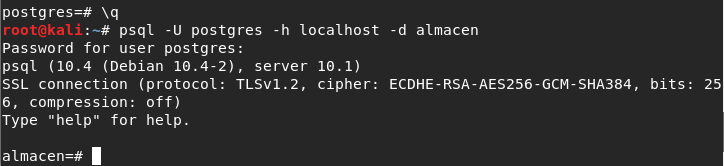 postgres=# \q
root@kali:~# psql -U postgres -h localhost -d almacen
Password for user postgres:
psql (10.4 (Debian 10.4-2), server 10.1)
SSL connection (protocol: TLSv1.2, cipher: ECDHE-RSA-AES256-GCM-SHA384, bits: 25
6, compression: off)
Type "help" for help.
almacen=#